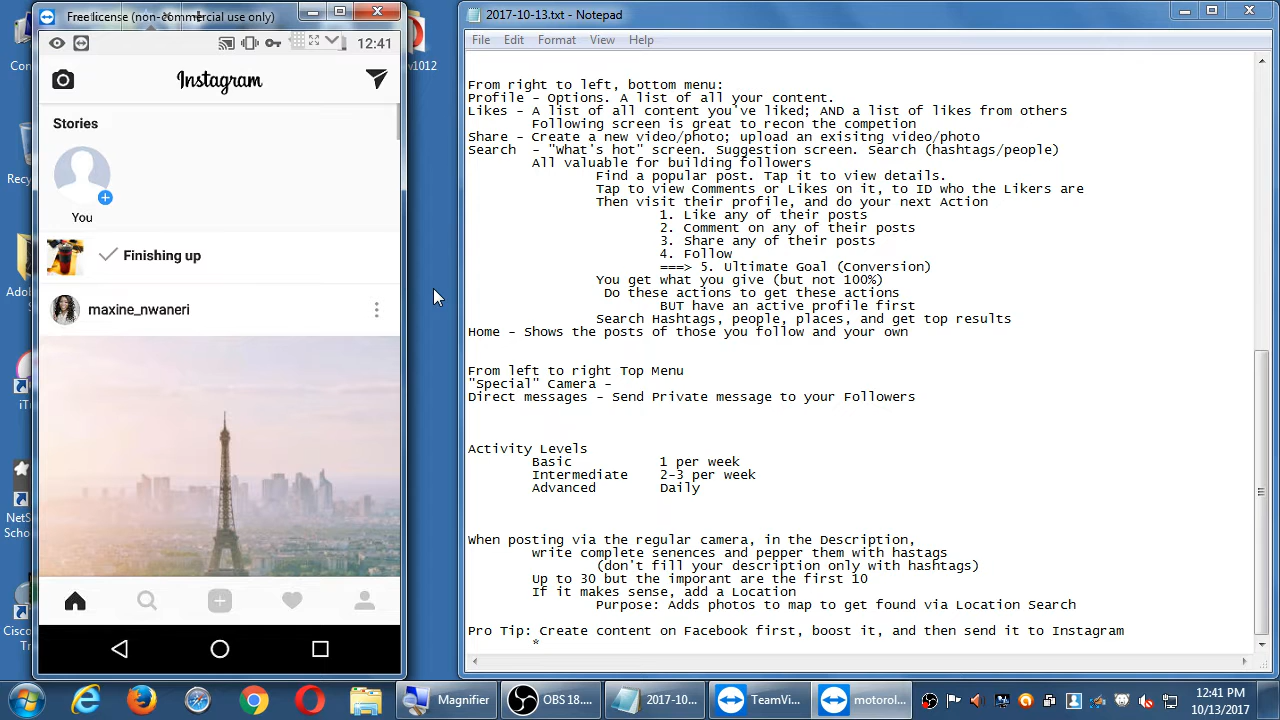 Free license (non-commercial use only)
12:41
Instagram
Stories
You
Finishing up
maxine_nwaneri
2017-10-13.txt - Notepad
File Edit Format View Help
From right to left, bottom menu:
Profile - Options. A list of all your content.
Likes - A list of all content you've liked; AND a list of likes from others
Following screen is great to recon the competion
Share - Create a new video/photo; upload an exisitng video/photo
Search - "What's hot" screen. Suggestion screen. Search (hashtags/people)
All valuable for building followers
Find a popular post. Tap it to view details.
Tap to view Comments or Likes on it, to ID who the Likers are
Then visit their profile, and do your next Action
1. Like any of their posts
2. Comment on any of their posts
3. Share any of their posts
4. Follow
===> 5. Ultimate Goal (Conversion)
You get what you give (but not 100%)
Do these actions to get these actions
BUT have an active profile first
Search Hashtags, people, places, and get top results
Home - Shows the posts of those you follow and your own
From left to right Top Menu
"Special" Camera -
Direct messages - Send Private message to your Followers
Activity Levels
Basic 1 per week
Intermediate 2-3 per week
Advanced Daily
When posting via the regular camera, in the Description,
write complete senences and pepper them with hastags
(don't fill your description only with hashtags)
Up to 30 but the imporant are the first 10
If it makes sense, add a Location
Purpose: Adds photos to map to get found via Location Search
Pro Tip: Create content on Facebook first, boost it, and then send it to Instagram
*
Con
v1012
Recy
Adob
iT
NetS
Scho
Cisco
Tr
Magnifier
OBS 18....
2017-10...
TeamVi...
motorol...
12:41 PM
10/13/2017